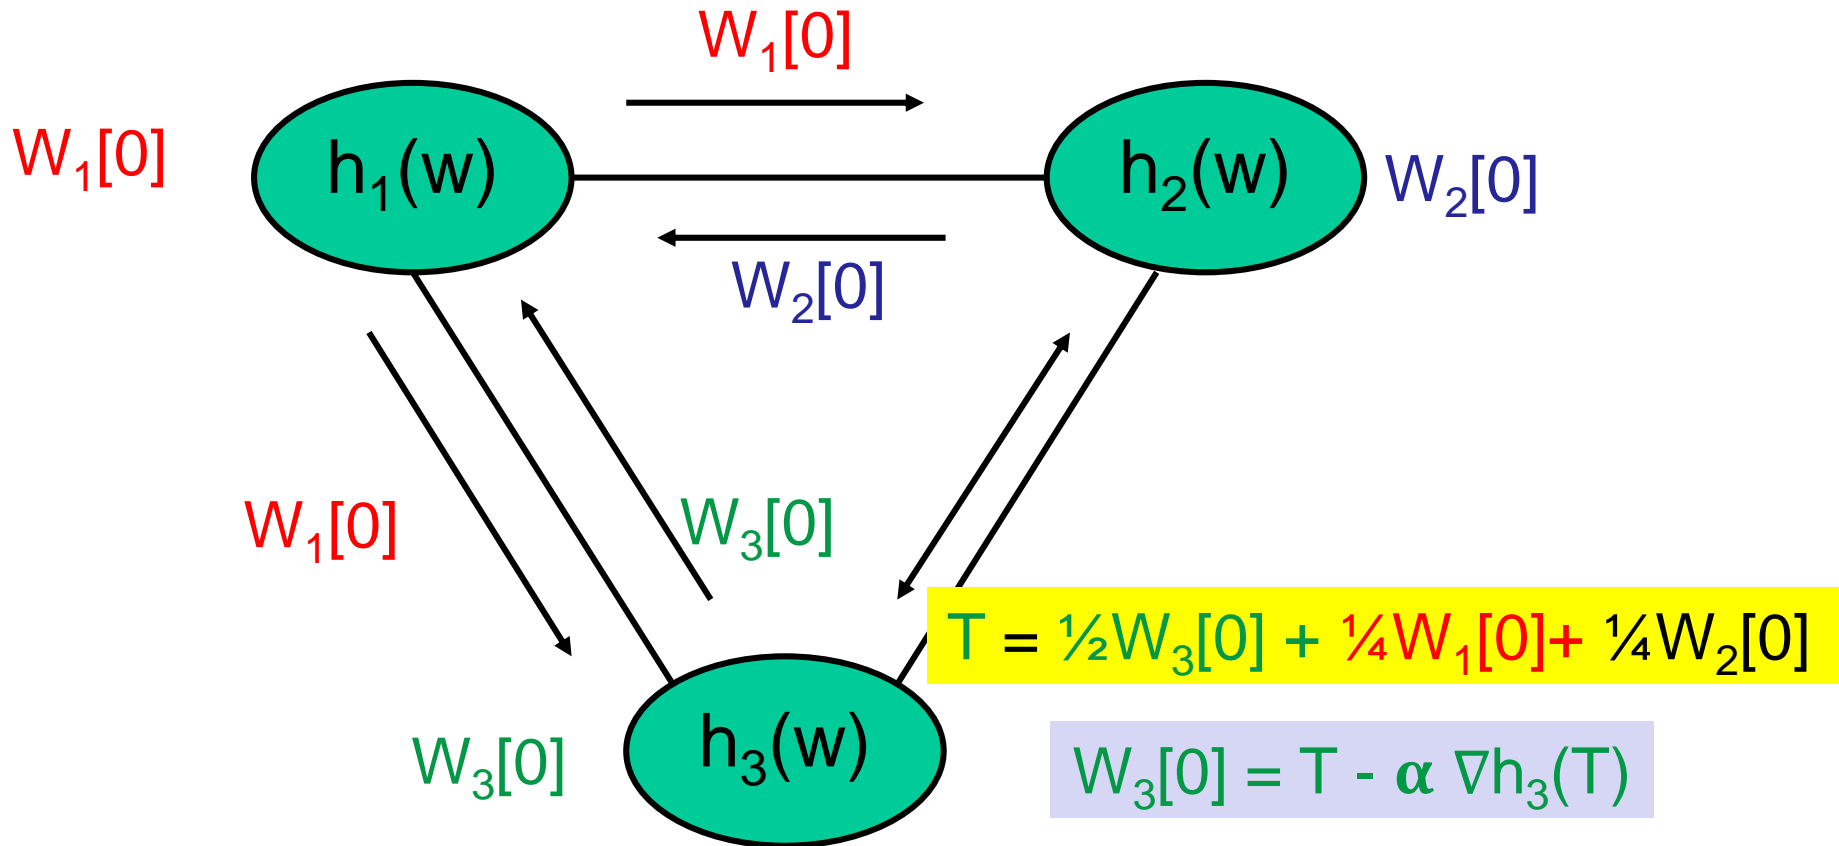 W₁[0]
W₁[0]
h₁(w)
h₂(w)
W₂[0]
W₂[0]
W₁[0]
W₃[0]
T = ½W₃[0] + ¼W₁[0]+ ¼W₂[0]
h₃(w)
W₃[0]
W₃[0] = T - α ∇h₃(T)